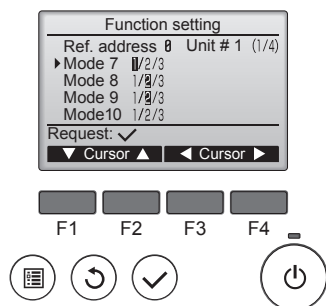 Function setting
Ref. address 0 Unit # 1 (1/4)
Mode 7 1/2/3
Mode 8 1/2/3
Mode 9 1/2/3
Mode10 1/2/3
Request: ✓
▼ Cursor ▲ ◀ Cursor ▶
F1 F2 F3 F4